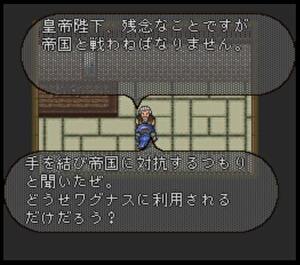 皇帝陛下、残念なことですが
帝国と戦わねばなりません。
手を結び帝国に対抗するつもり
と聞いたぜ。
どうせワグナスに利用される
だけだろう？